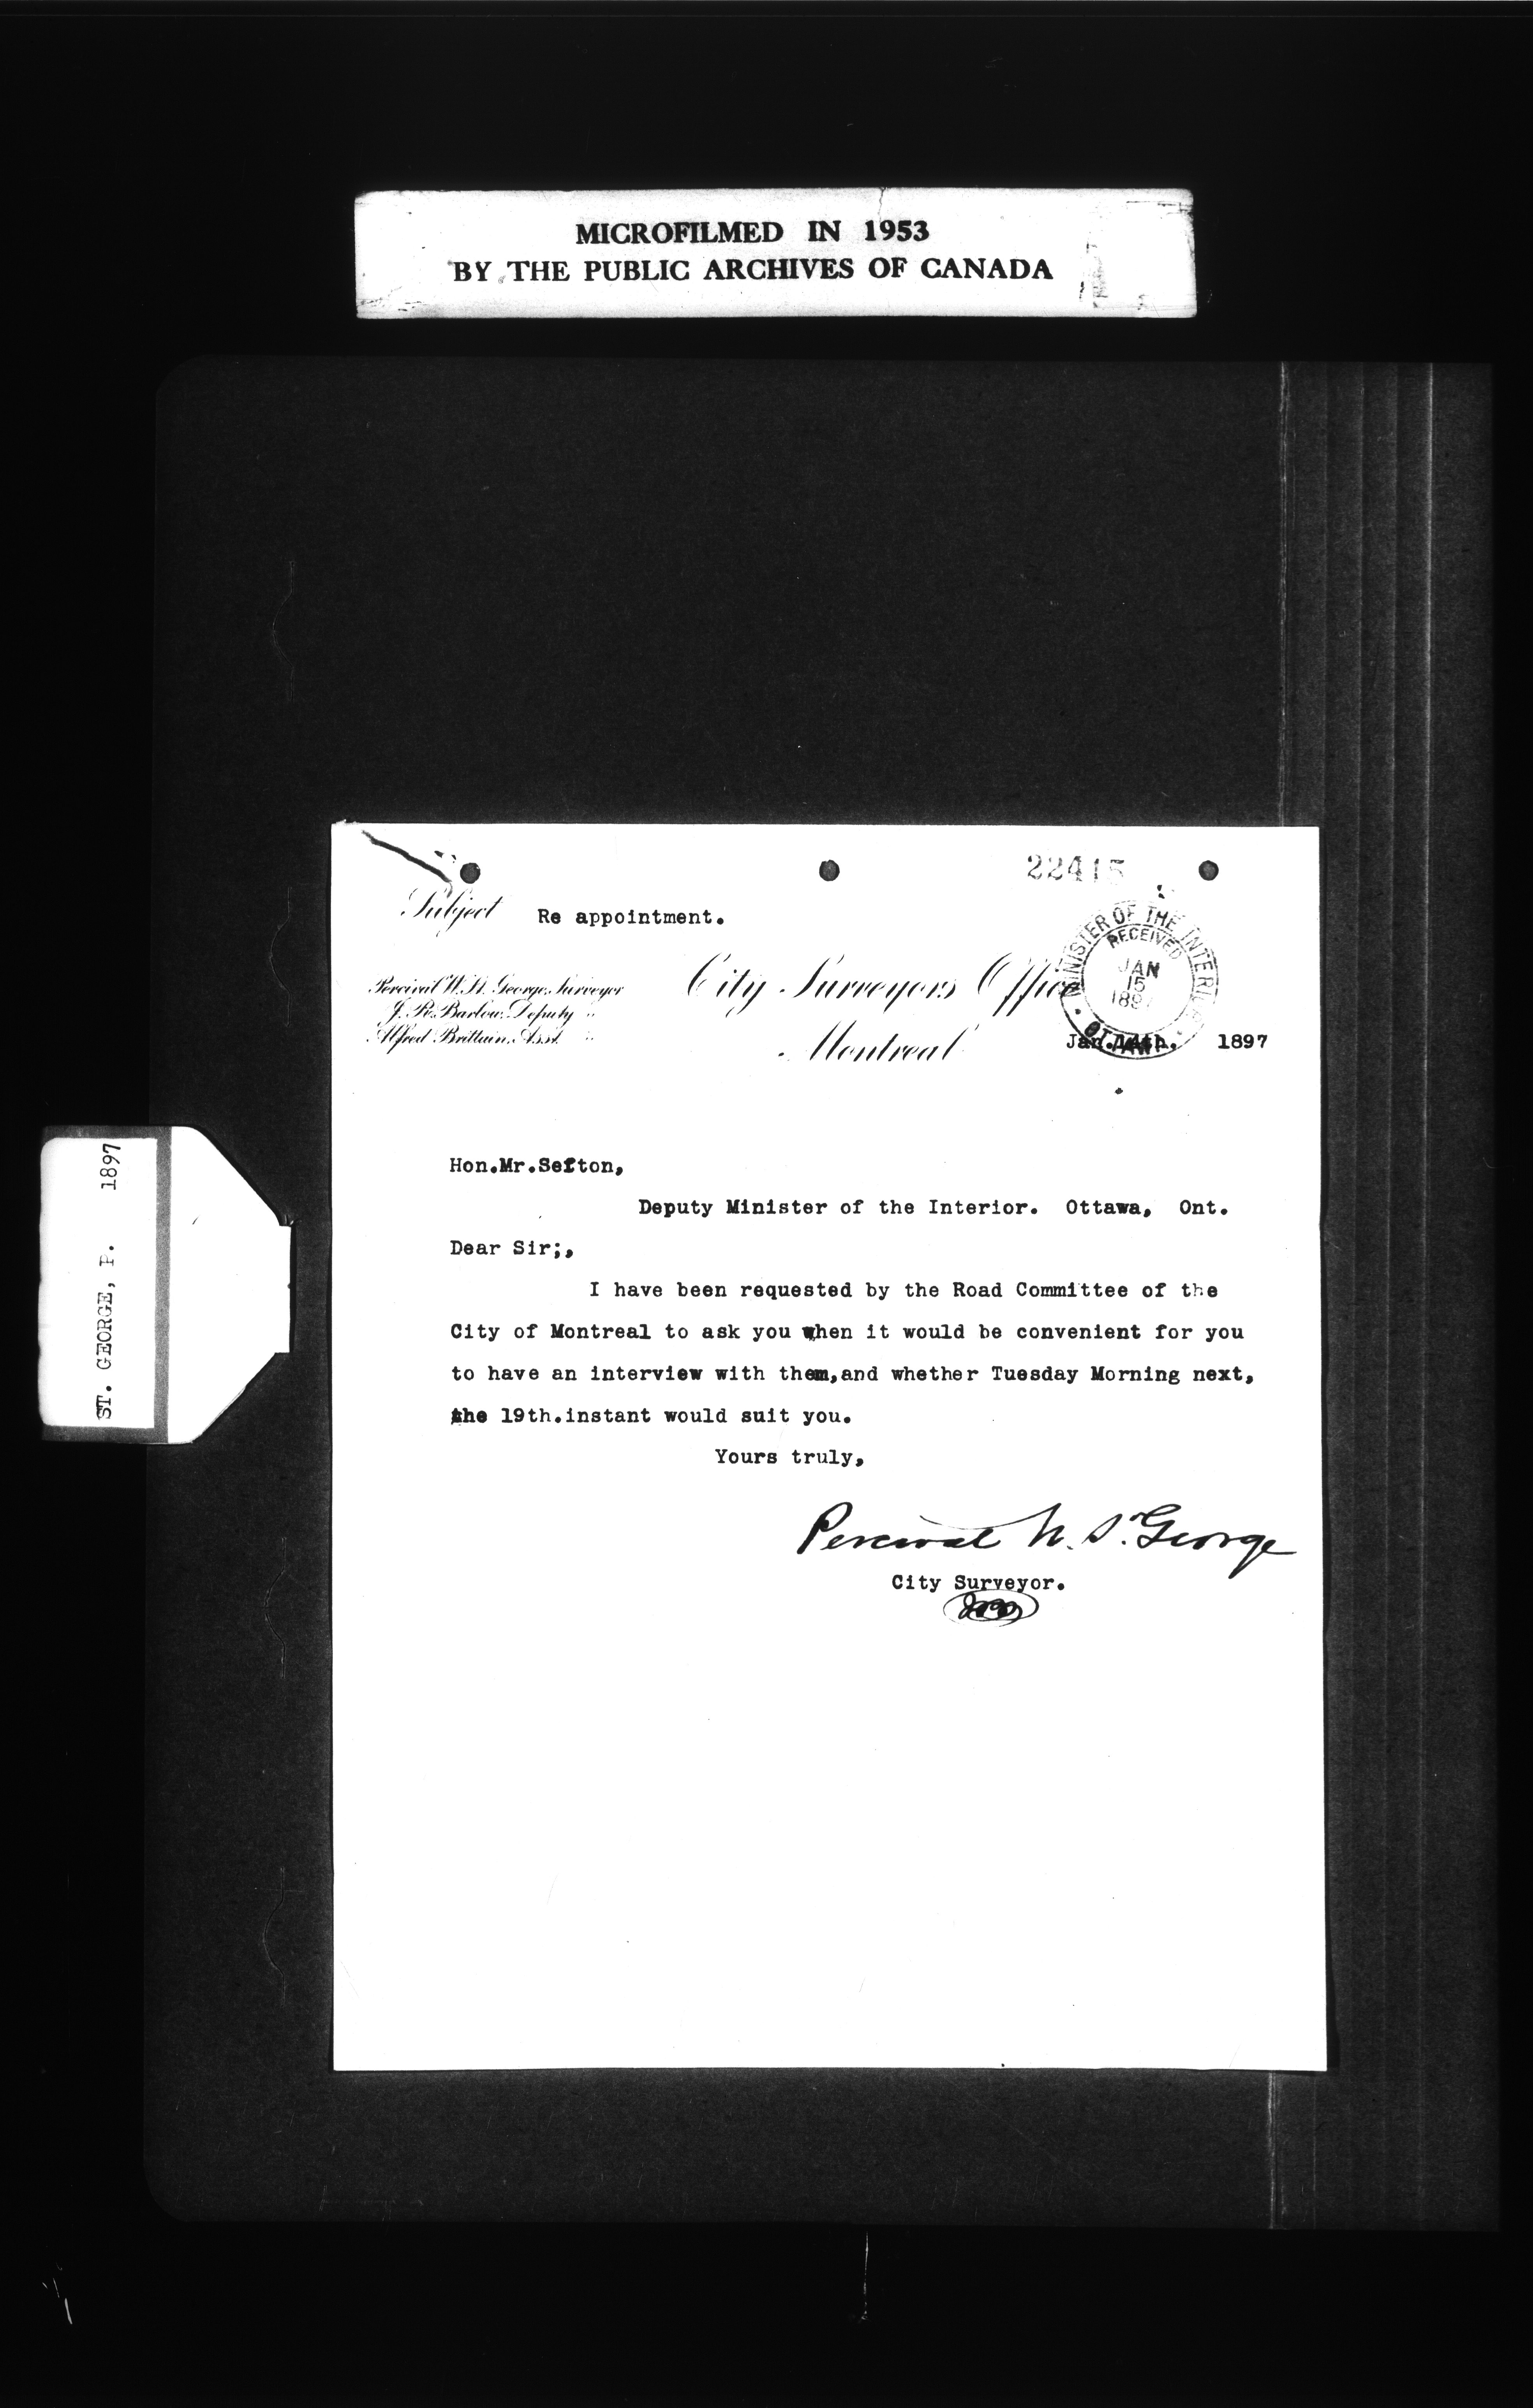 MICROFILMED IN 1953
BY THE PUBLIC ARCHIVES OF CANADA
22415
Subject Re appointment.
MINISTER OF THE INTERIOR
RECEIVED
JAN
15
189
OTTAWA
Percival W. St. George, Surveyor
J. R. Barlow, Deputy "
Alfred Brittain, Asst. "
City Surveyors Office
Montreal Jan.14th. 1897
ST. GEORGE, P. 1897
Hon.Mr.Sefton,
Deputy Minister of the Interior. Ottawa, Ont.
Dear Sir;,
I have been requested by the Road Committee of the
City of Montreal to ask you when it would be convenient for you
to have an interview with them,and whether Tuesday Morning next,
the 19th.instant would suit you.
Yours truly,
Percival W. St. George
City Surveyor.